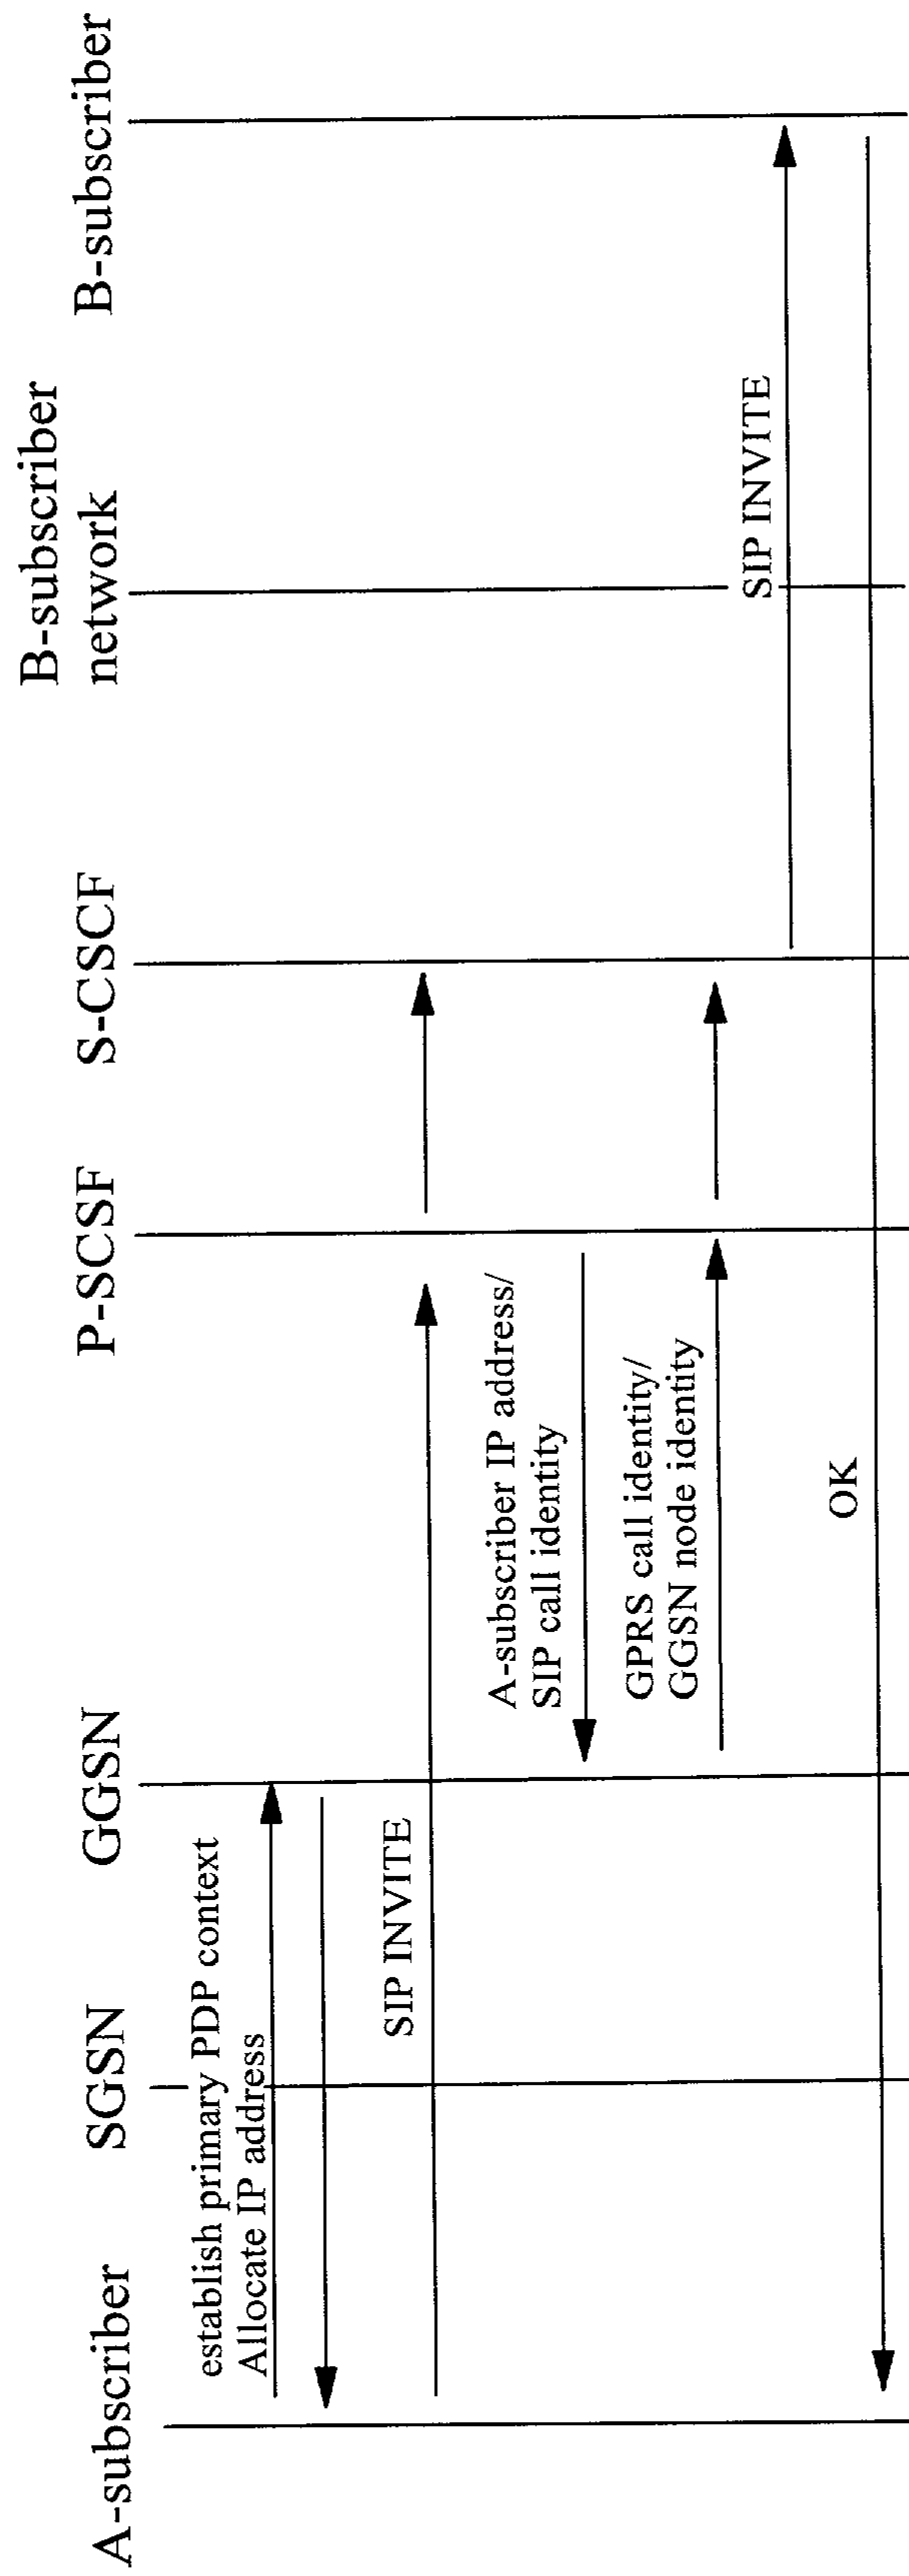 A-subscriber
SGSN
GGSN
P-SCSF
S-CSCF
B-subscriber
network
B-subscriber
establish primary PDP context
Allocate IP address
SIP INVITE
A-subscriber IP address/
SIP call identity
GPRS call identity/
GGSN node identity
SIP INVITE
OK